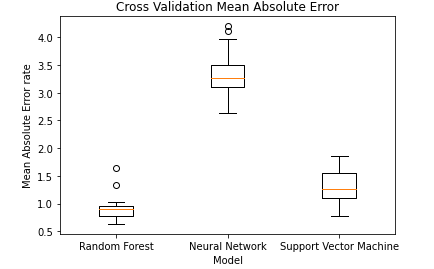 Cross Validation Mean Absolute Error
Mean Absolute Error rate
4.0
3.5
3.0
2.5
2.0
1.5
1.0
0.5
Random Forest Neural Network Support Vector Machine
Model